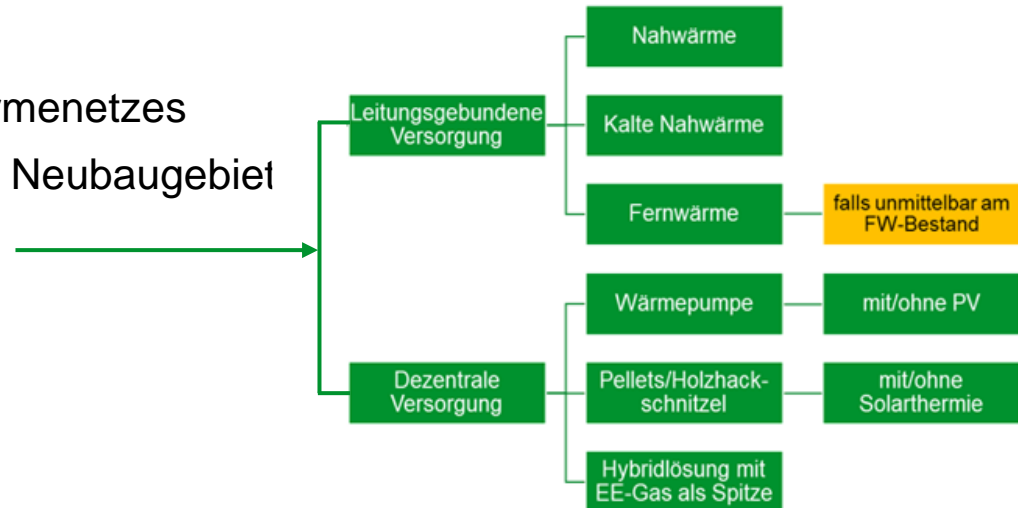 rmenetzes
Neubaugebiet
Leitungsgebundene
Versorgung
Nahwärme
Kalte Nahwärme
Fernwärme
falls unmittelbar am
FW-Bestand
Dezentrale
Versorgung
Wärmepumpe
mit/ohne PV
Pellets/Holzhack-
schnitzel
mit/ohne
Solarthermie
Hybridlösung mit
EE-Gas als Spitze